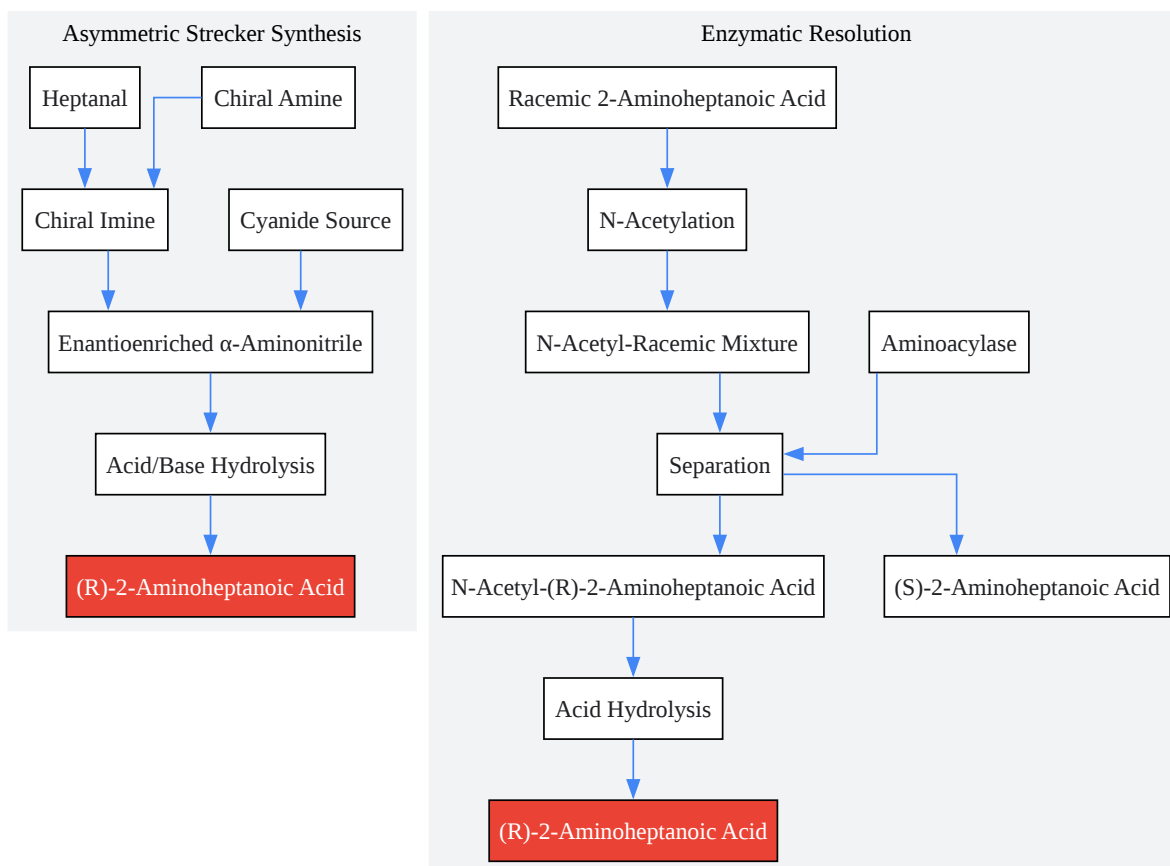 Asymmetric Strecker Synthesis
Heptanal
Chiral Amine
Chiral Imine
Cyanide Source
Enantioenriched α-Aminonitrile
Acid/Base Hydrolysis
(R)-2-Aminoheptanoic Acid
Enzymatic Resolution
Racemic 2-Aminoheptanoic Acid
N-Acetylation
N-Acetyl-Racemic Mixture
Aminoacylase
Separation
N-Acetyl-(R)-2-Aminoheptanoic Acid
(S)-2-Aminoheptanoic Acid
Acid Hydrolysis
(R)-2-Aminoheptanoic Acid